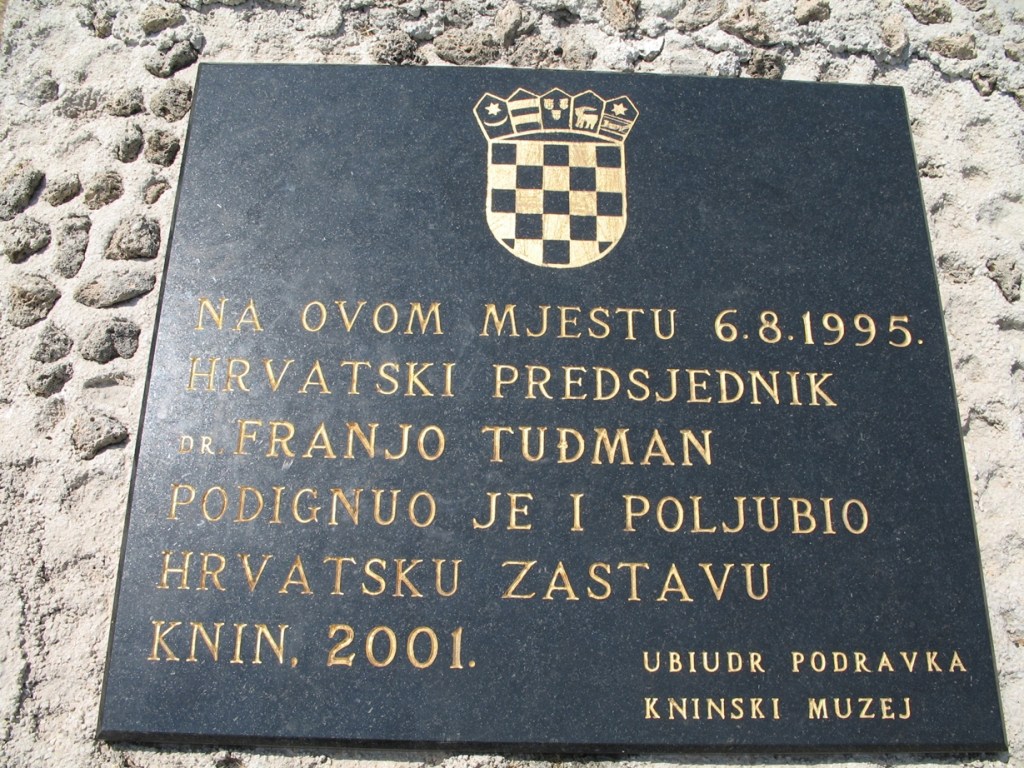 NA OVOM MJESTU 6.8.1995.
HRVATSKI PREDSJEDNIK
DR. FRANJO TUĐMAN
PODIGNUO JE I POLJUBIO
HRVATSKU ZASTAVU
KNIN, 2001.
UBIUDR PODRAVKA
KNINSKI MUZEJ